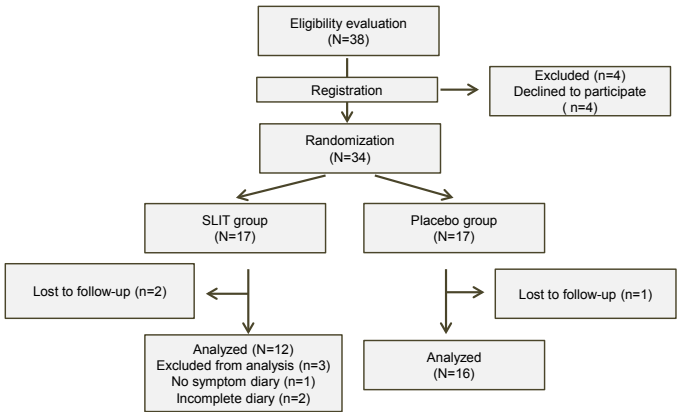 Eligibility evaluation
(N=38)
Registration
Excluded (n=4)
Declined to participate
( n=4)
Randomization
(N=34)
SLIT group
(N=17)
Placebo group
(N=17)
Lost to follow-up (n=2)
Lost to follow-up (n=1)
Analyzed (N=12)
Excluded from analysis (n=3)
No symptom diary (n=1)
Incomplete diary (n=2)
Analyzed
(N=16)